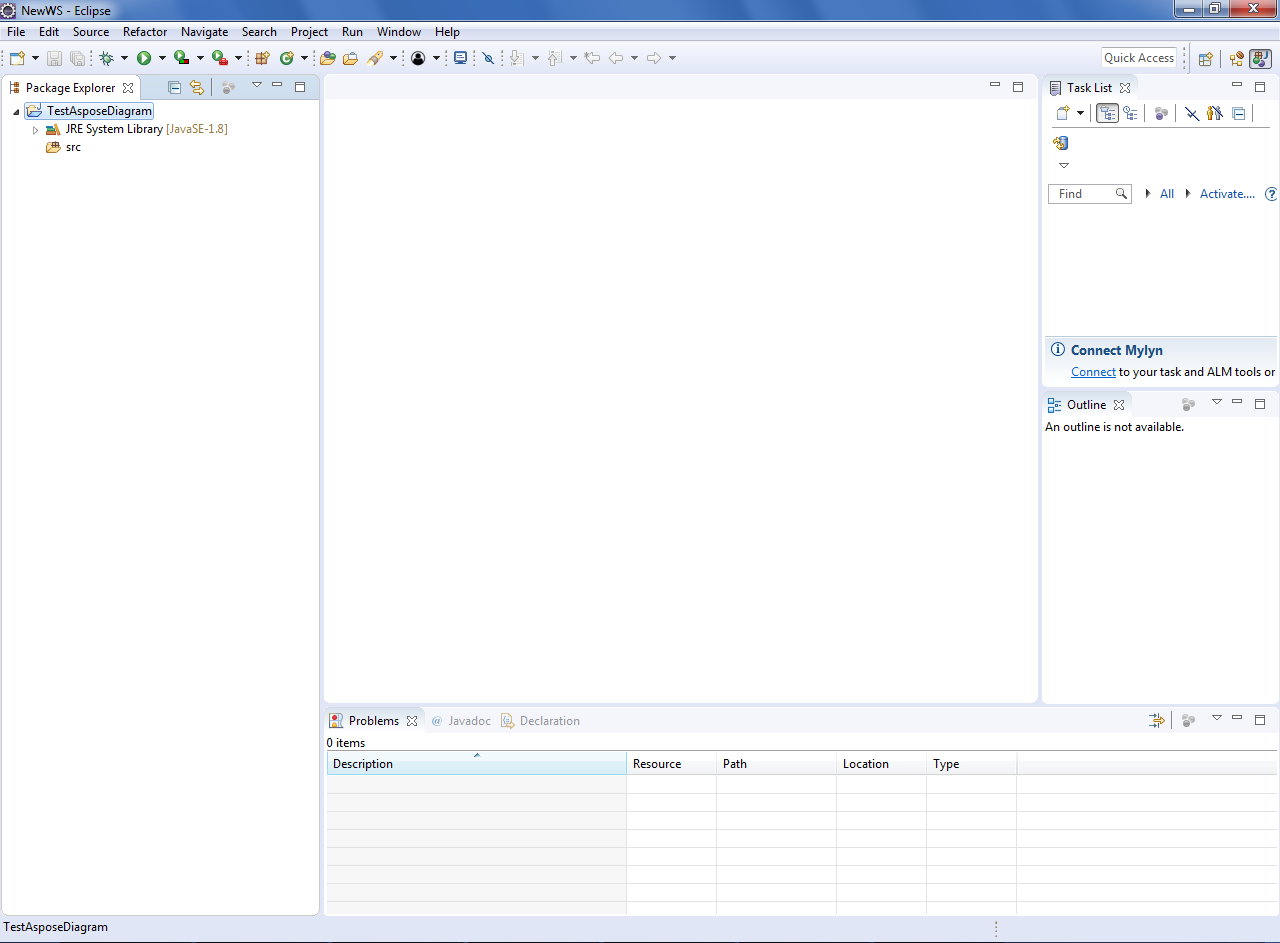 NewWS - Eclipse
File Edit Source Refactor Navigate Search Project Run Window Help
Quick Access
Package Explorer
TestAsposeDiagram
JRE System Library [JavaSE-1.8]
src
Task List
Find All Activate....
Connect Mylyn
Connect to your task and ALM tools or
Outline
An outline is not available.
Problems @ Javadoc Declaration
0 items
Description Resource Path Location Type
TestAsposeDiagram